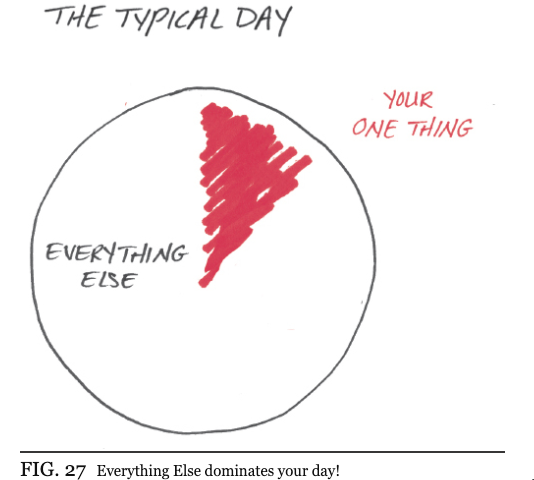 THE TYPICAL DAY
YOUR
ONE THING
EVERYTHING
ELSE
FIG. 27 Everything Else dominates your day!